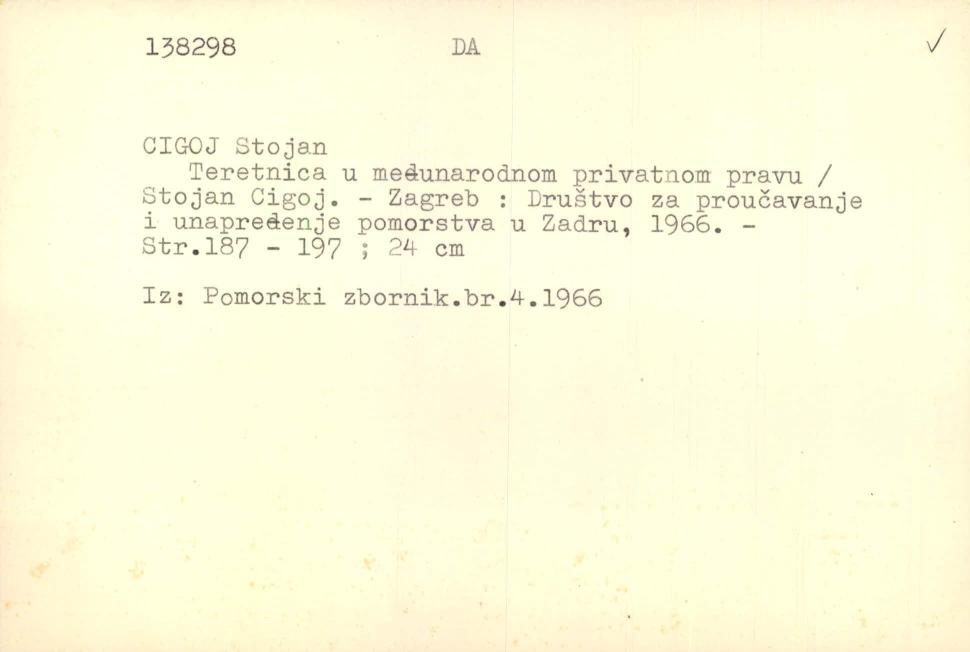 138298 DA ✓
CIGOJ Stojan
Teretnica u međunarodnom privatnom pravu /
Stojan Cigoj. - Zagreb : Društvo za proučavanje
i unapređenje pomorstva u Zadru, 1966. -
Str.187 - 197 ; 24 cm
Iz: Pomorski zbornik.br.4.1966